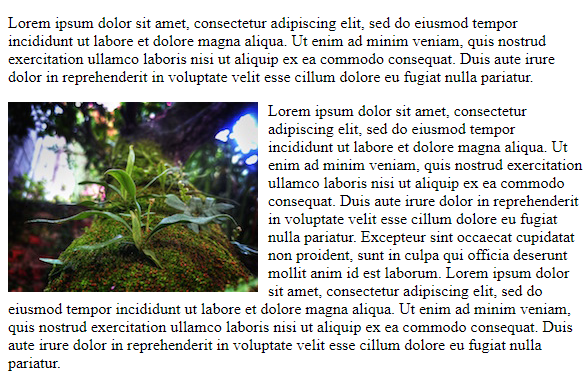 Lorem ipsum dolor sit amet, consectetur adipiscing elit, sed do eiusmod tempor
incididunt ut labore et dolore magna aliqua. Ut enim ad minim veniam, quis nostrud
exercitation ullamco laboris nisi ut aliquip ex ea commodo consequat. Duis aute irure
dolor in reprehenderit in voluptate velit esse cillum dolore eu fugiat nulla pariatur.
Lorem ipsum dolor sit amet, consectetur
adipiscing elit, sed do eiusmod tempor
incididunt ut labore et dolore magna aliqua. Ut
enim ad minim veniam, quis nostrud exercitation
ullamco laboris nisi ut aliquip ex ea commodo
consequat. Duis aute irure dolor in reprehenderit
in voluptate velit esse cillum dolore eu fugiat
nulla pariatur. Excepteur sint occaecat cupidatat
non proident, sunt in culpa qui officia deserunt
mollit anim id est laborum. Lorem ipsum dolor
sit amet, consectetur adipiscing elit, sed do
eiusmod tempor incididunt ut labore et dolore magna aliqua. Ut enim ad minim veniam,
quis nostrud exercitation ullamco laboris nisi ut aliquip ex ea commodo consequat. Duis
aute irure dolor in reprehenderit in voluptate velit esse cillum dolore eu fugiat nulla
pariatur.